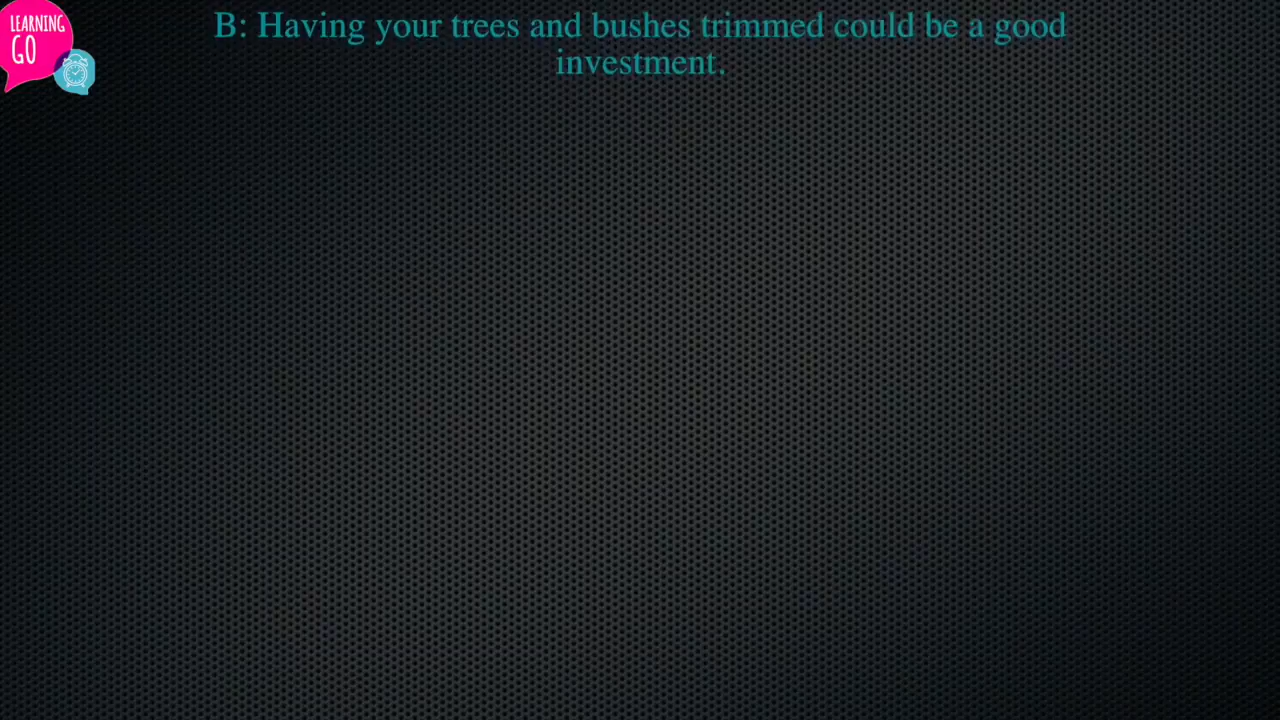 LEARNING
GO
B: Having your trees and bushes trimmed could be a good
investment.